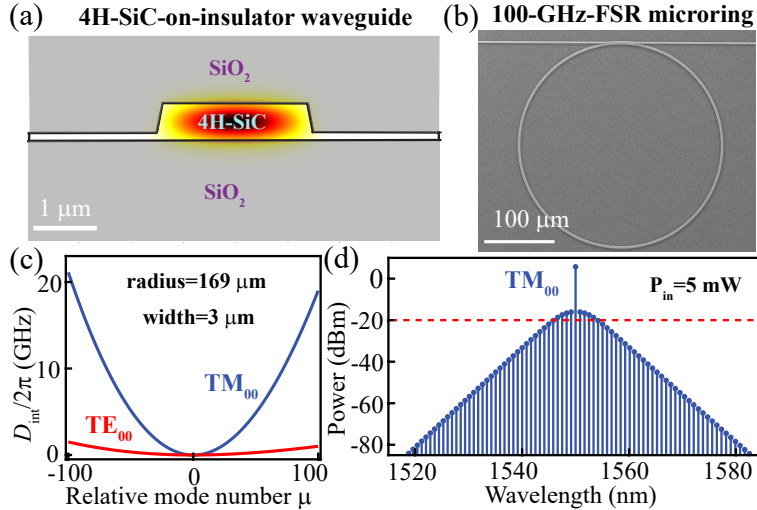 (a) 4H-SiC-on-insulator waveguide
SiO₂
4H-SiC
SiO₂
1 μm
(b) 100-GHz-FSR microring
100 μm
(c)
radius=169 μm
width=3 μm
TM₀₀
TE₀₀
D_int/2π (GHz)
20
10
0
-100
0
100
Relative mode number μ
(d)
TM₀₀
P_in=5 mW
Power (dBm)
0
-20
-40
-60
-80
1520
1540
1560
1580
Wavelength (nm)